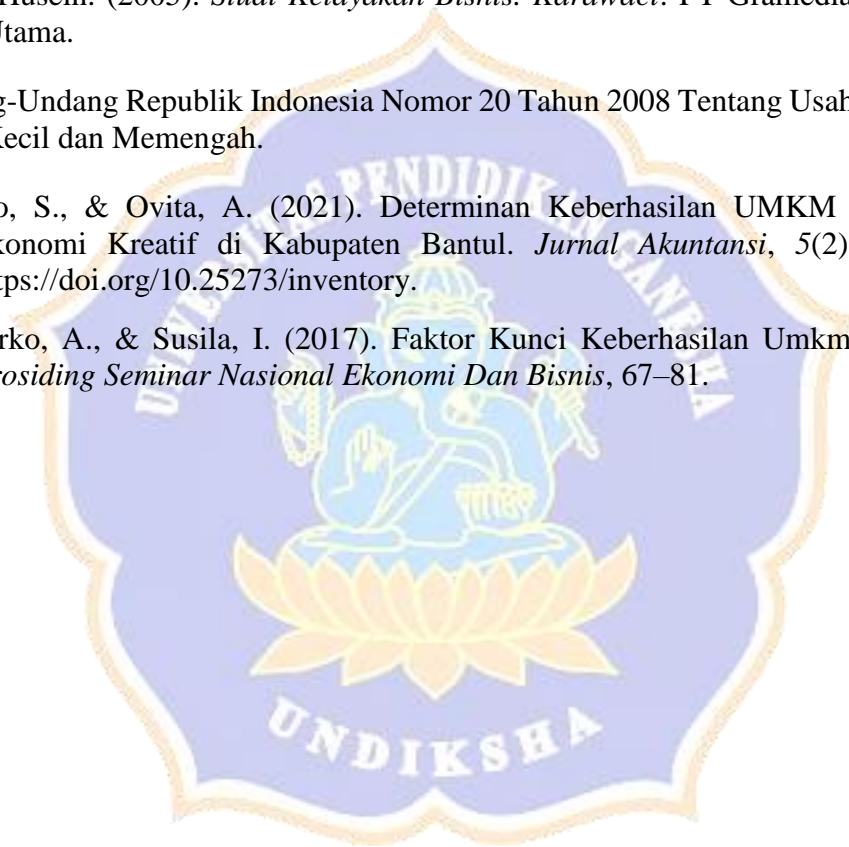 Husein. (2005). Studi Kelayakan Bisnis. Karawaci: PT Gramedia
Utama.
g-Undang Republik Indonesia Nomor 20 Tahun 2008 Tentang Usah
Kecil dan Memengah.
o, S., & Ovita, A. (2021). Determinan Keberhasilan UMKM
konomi Kreatif di Kabupaten Bantul. Jurnal Akuntansi, 5(2)
tps://doi.org/10.25273/inventory.
rko, A., & Susila, I. (2017). Faktor Kunci Keberhasilan Umkm
rosiding Seminar Nasional Ekonomi Dan Bisnis, 67–81.
UNIVERSITAS PENDIDIKAN GANESHA
UNDIKSHA